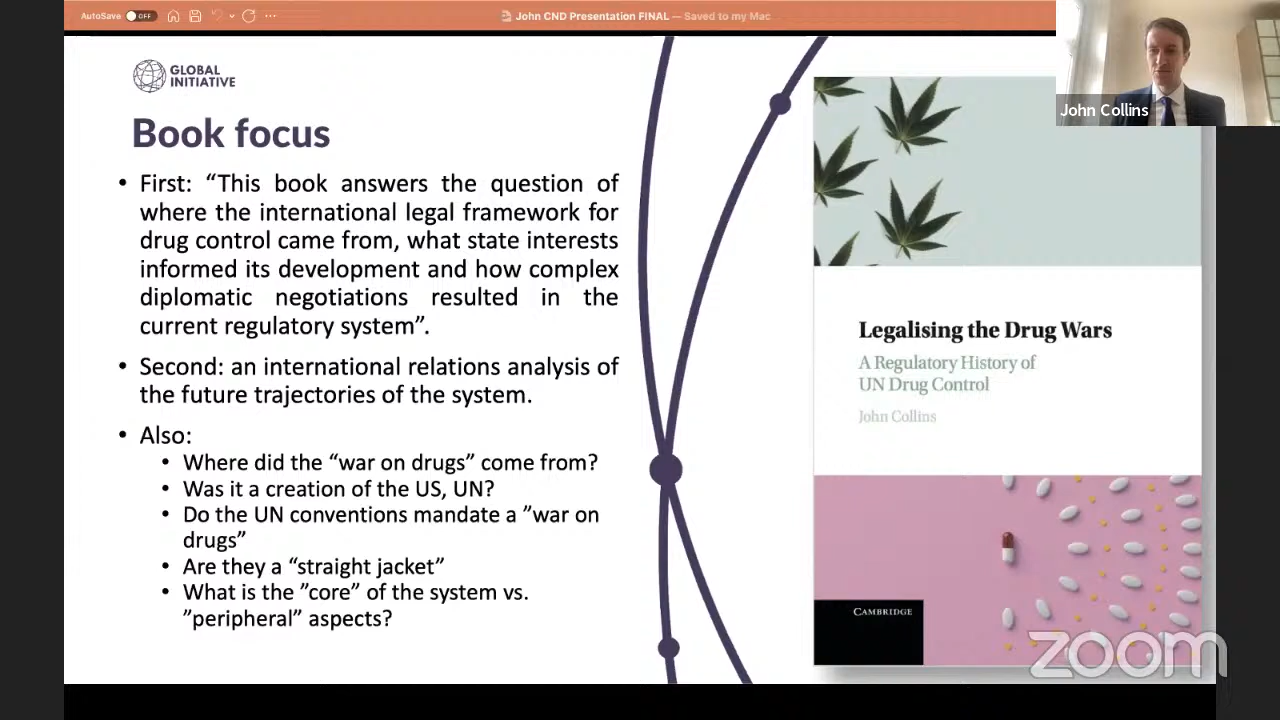 AutoSave OFF
John CND Presentation FINAL — Saved to my Mac
John Collins
GLOBAL
INITIATIVE
Book focus
• First: “This book answers the question of
where the international legal framework for
drug control came from, what state interests
informed its development and how complex
diplomatic negotiations resulted in the
current regulatory system”.
• Second: an international relations analysis of
the future trajectories of the system.
• Also:
• Where did the “war on drugs” come from?
• Was it a creation of the US, UN?
• Do the UN conventions mandate a ”war on
drugs”
• Are they a “straight jacket”
• What is the ”core” of the system vs.
”peripheral” aspects?
Legalising the Drug Wars
A Regulatory History of
UN Drug Control
John Collins
CAMBRIDGE
zoom